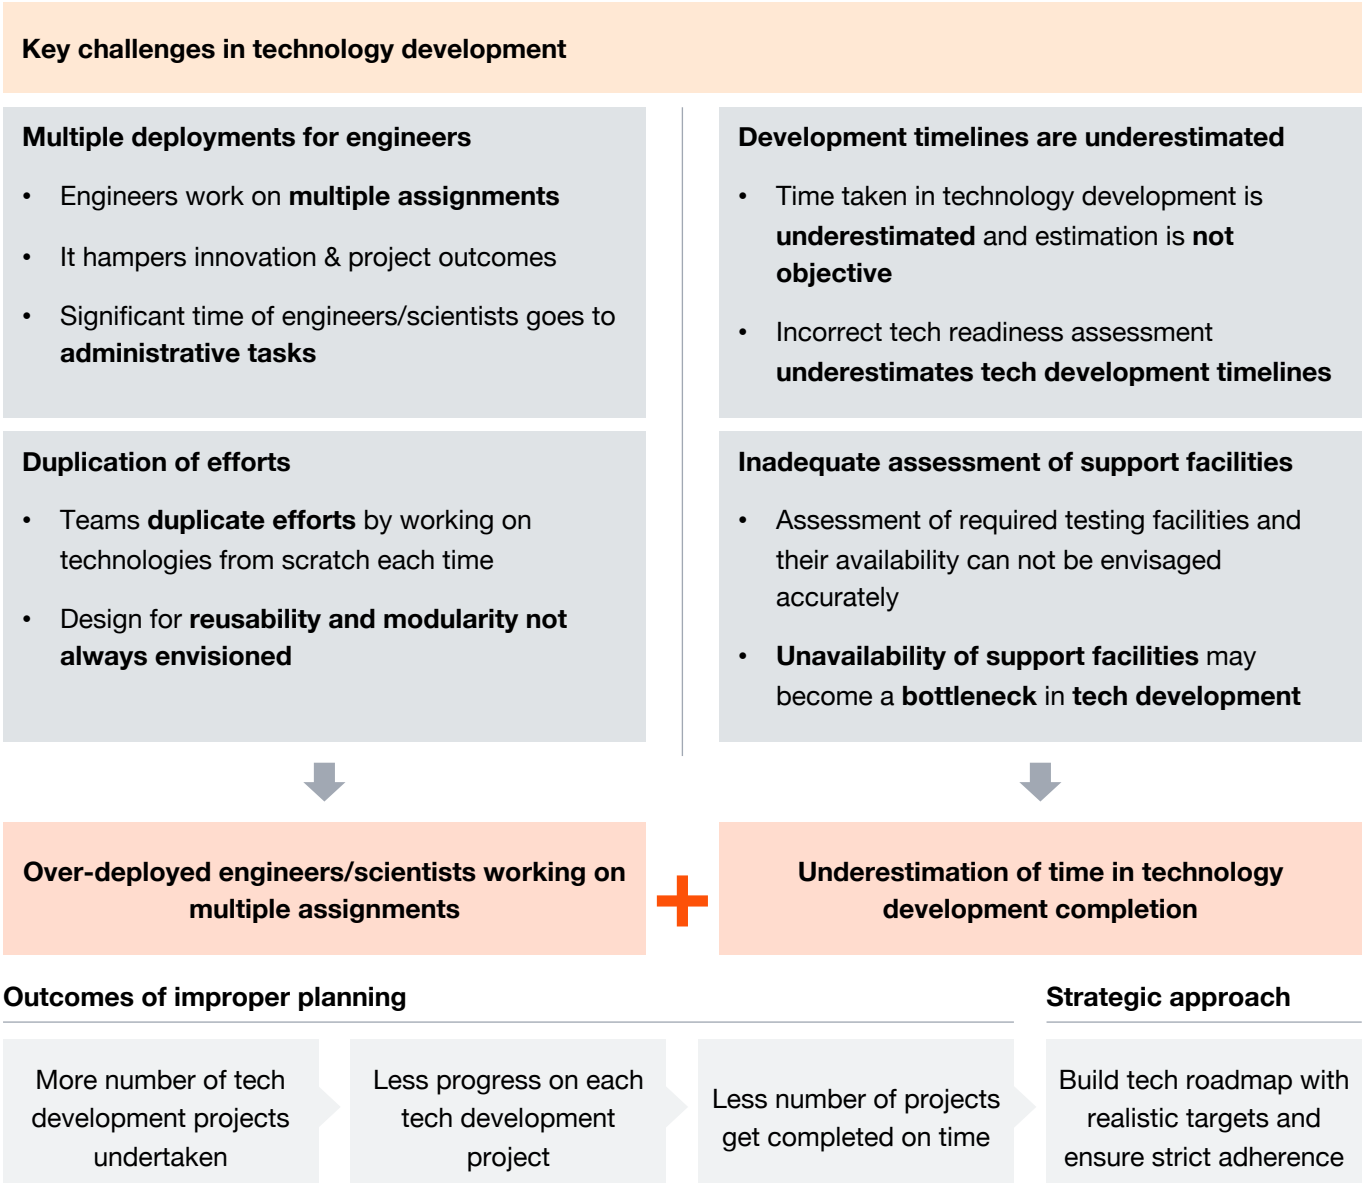 Key challenges in technology development
Multiple deployments for engineers
• Engineers work on multiple assignments
• It hampers innovation & project outcomes
• Significant time of engineers/scientists goes to
administrative tasks
Development timelines are underestimated
• Time taken in technology development is
underestimated and estimation is not
objective
• Incorrect tech readiness assessment
underestimates tech development timelines
Duplication of efforts
• Teams duplicate efforts by working on
technologies from scratch each time
• Design for reusability and modularity not
always envisioned
Inadequate assessment of support facilities
• Assessment of required testing facilities and
their availability can not be envisaged
accurately
• Unavailability of support facilities may
become a bottleneck in tech development
Over-deployed engineers/scientists working on
multiple assignments
+
Underestimation of time in technology
development completion
Outcomes of improper planning
More number of tech
development projects
undertaken
Less progress on each
tech development
project
Less number of projects
get completed on time
Strategic approach
Build tech roadmap with
realistic targets and
ensure strict adherence